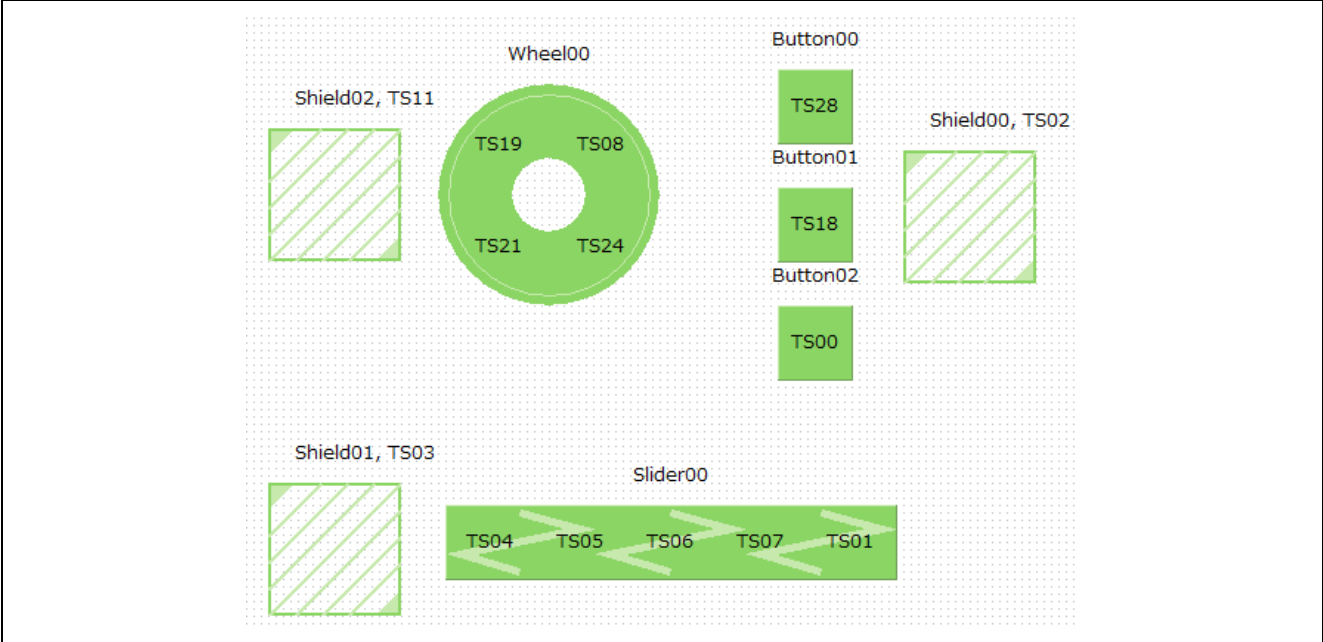 Button00
Wheel00
Shield02, TS11
TS28
Shield00, TS02
TS19 TS08
Button01
TS18
TS21 TS24
Button02
TS00
Shield01, TS03
Slider00
TS04 TS05 TS06 TS07 TS01